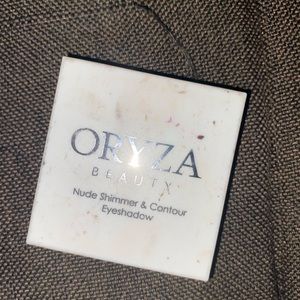 ORYZA
BEAUTY
Nude Shimmer & Contour
Eyeshadow